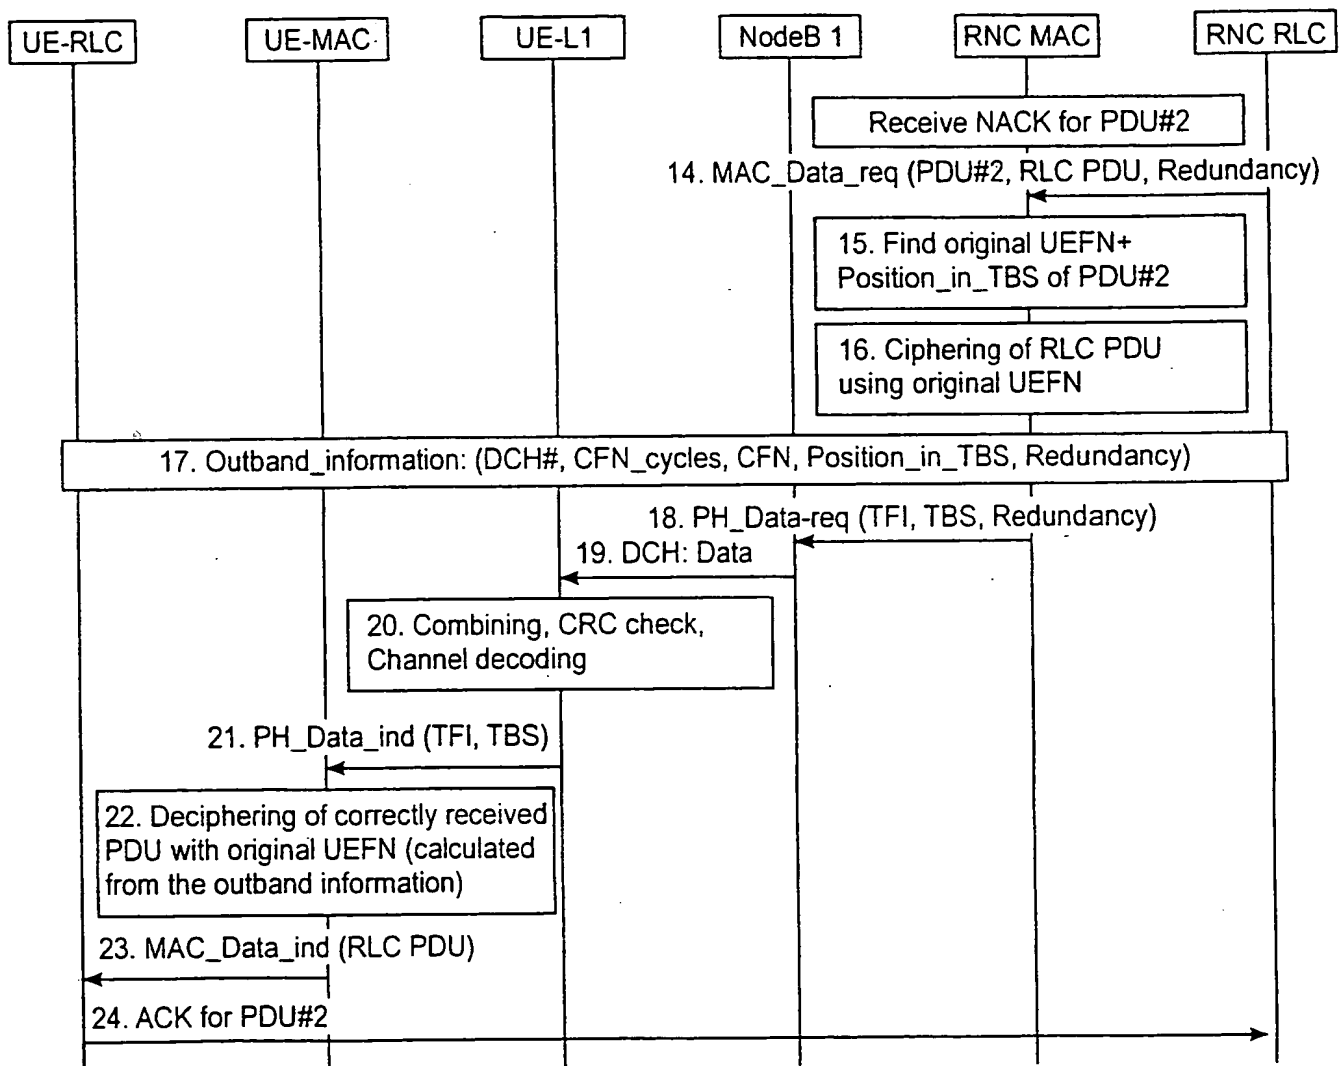 UE-RLC
UE-MAC
UE-L1
NodeB 1
RNC MAC
RNC RLC
Receive NACK for PDU#2
14. MAC_Data_req (PDU#2, RLC PDU, Redundancy)
15. Find original UEFN+
Position_in_TBS of PDU#2
16. Ciphering of RLC PDU
using original UEFN
17. Outband_information: (DCH#, CFN_cycles, CFN, Position_in_TBS, Redundancy)
18. PH_Data-req (TFI, TBS, Redundancy)
19. DCH: Data
20. Combining, CRC check,
Channel decoding
21. PH_Data_ind (TFI, TBS)
22. Deciphering of correctly received
PDU with original UEFN (calculated
from the outband information)
23. MAC_Data_ind (RLC PDU)
24. ACK for PDU#2